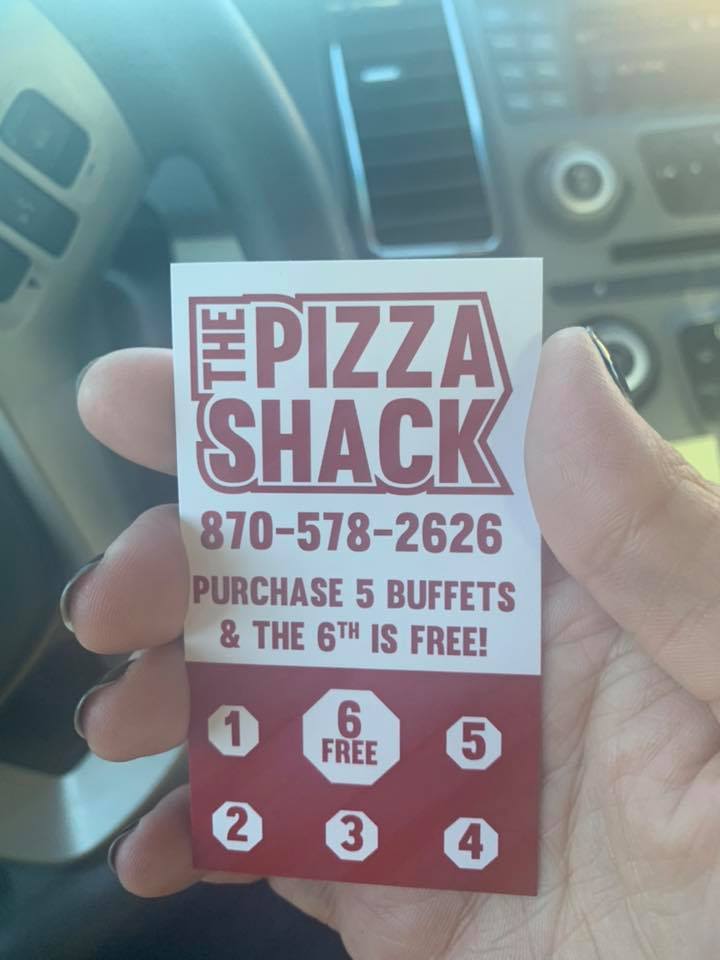 THE PIZZA
SHACK
870-578-2626
PURCHASE 5 BUFFETS
& THE 6TH IS FREE!
1 6 FREE 5
2 3 4